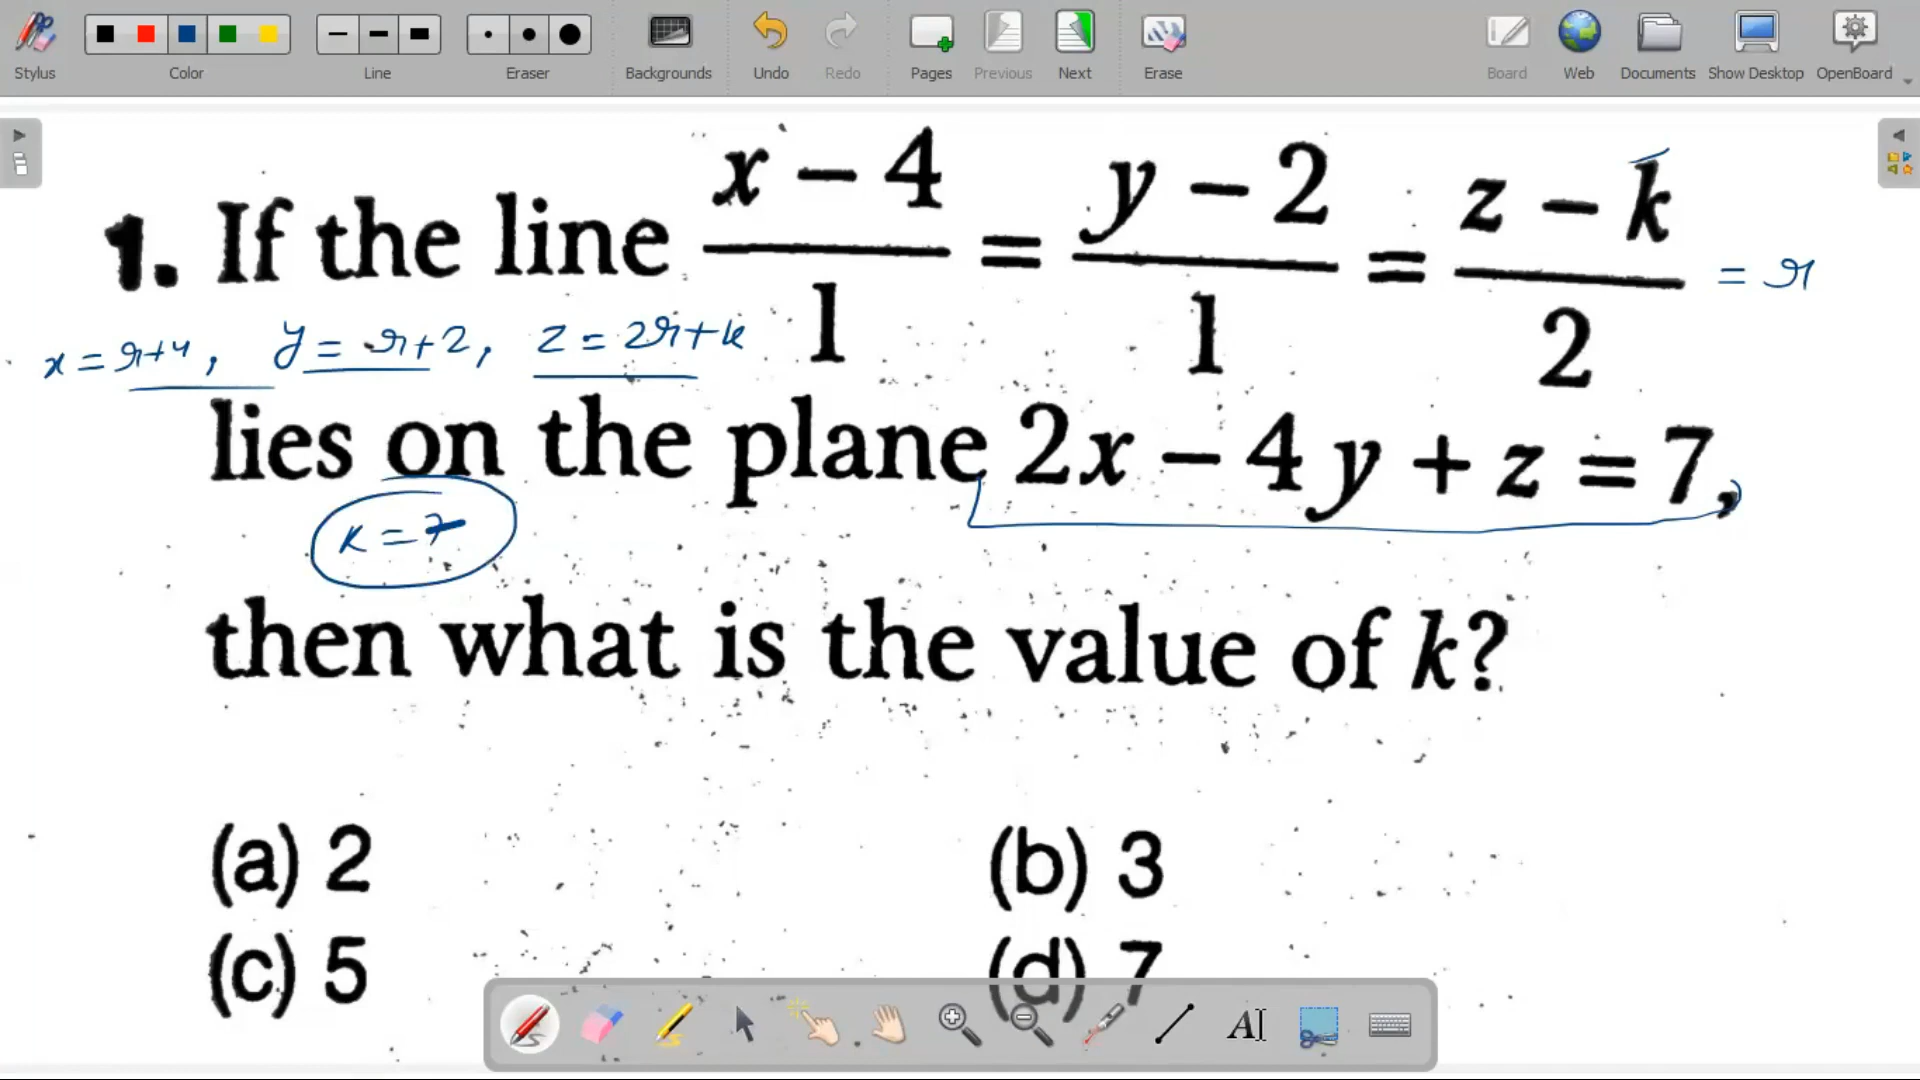 Stylus Color Line Eraser Backgrounds Undo Redo Pages Previous Next Erase Board Web Documents Show Desktop OpenBoard
1. If the line x – 4 / 1 = y – 2 / 1 = z – k / 2 = r
x = r+4, y = r+2, z = 2r+k
lies on the plane 2x – 4y + z = 7,
k = 7
then what is the value of k?
(a) 2 (b) 3
(c) 5 (d) 7